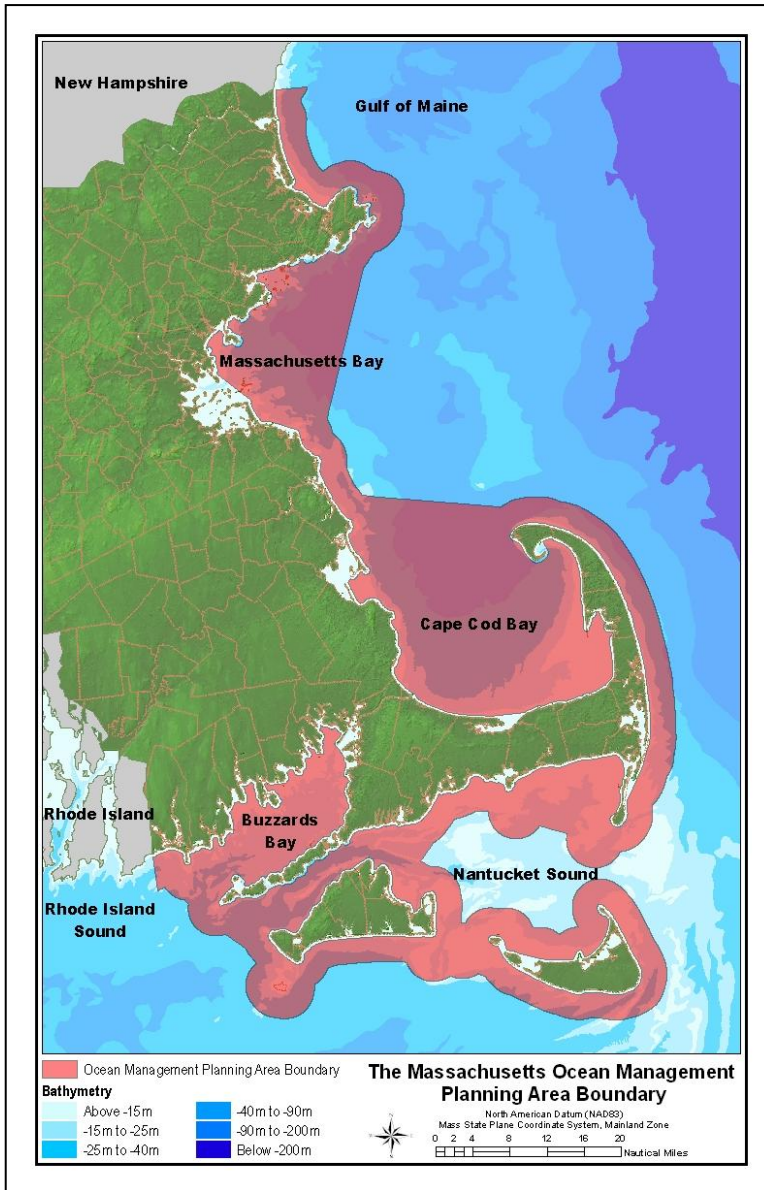 New Hampshire
Gulf of Maine
Massachusetts Bay
Cape Cod Bay
Rhode Island
Buzzards
Bay
Nantucket Sound
Rhode Island
Sound
Ocean Management Planning Area Boundary
Bathymetry
Above -15m
-15m to -25m
-25m to -40m
-40m to -90m
-90m to -200m
Below -200m
The Massachusetts Ocean Management
Planning Area Boundary
North American Datum (NAD83)
Mass State Plane Coordinate System, Mainland Zone
0 2 4 8 12 16 20
Nautical Miles